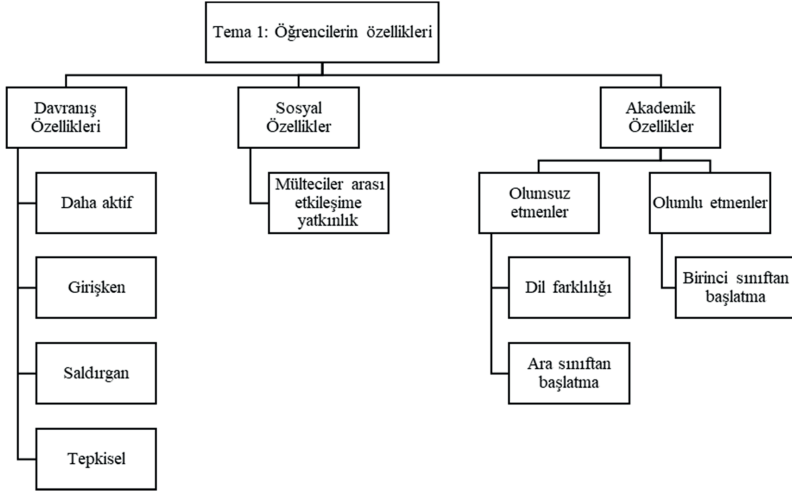 Tema 1: Öğrencilerin özellikleri
Davranış
Özellikleri
Daha aktif
Girişken
Saldırgan
Tepkisel
Sosyal
Özellikler
Mülteciler arası
etkileşime
yatkınlık
Akademik
Özellikler
Olumsuz
etmenler
Dil farklılığı
Ara sınıftan
başlatma
Olumlu etmenler
Birinci sınıftan
başlatma